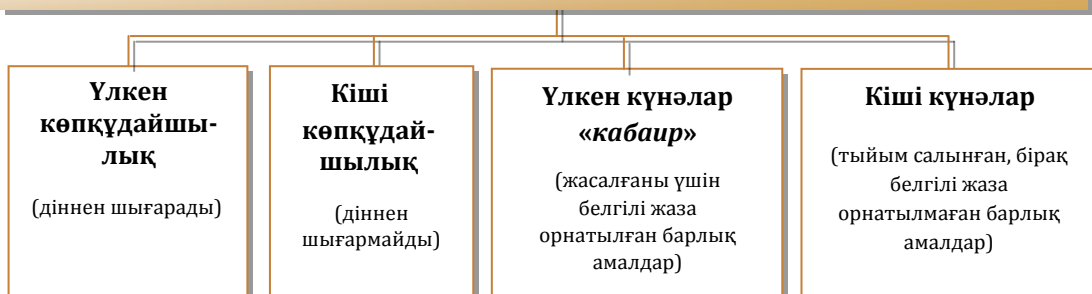 Үлкен
көпқұдайшы-
лық
(діннен шығарады)
Кіші
көпқұдай-
шылық
(діннен
шығармайды)
Үлкен күнәлар
«кабаир»
(жасалғаны үшін
белгілі жаза
орнатылған барлық
амалдар)
Кіші күнәлар
(тыйым салынған, бірақ
белгілі жаза
орнатылмаған барлық
амалдар)